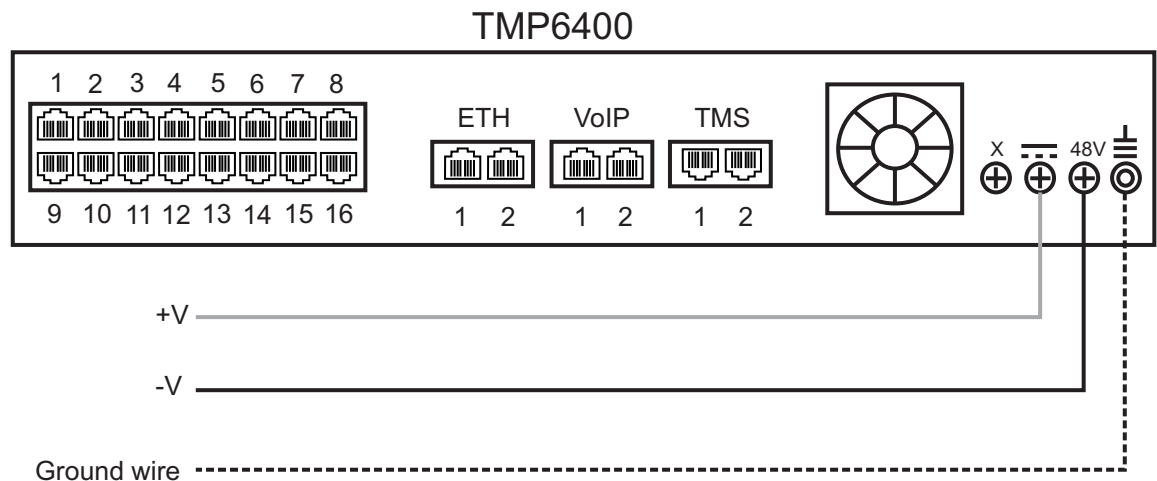 TMP6400
1 2 3 4 5 6 7 8
9 10 11 12 13 14 15 16
ETH VoIP TMS
1 2 1 2 1 2
X 48V
+V
-V
Ground wire